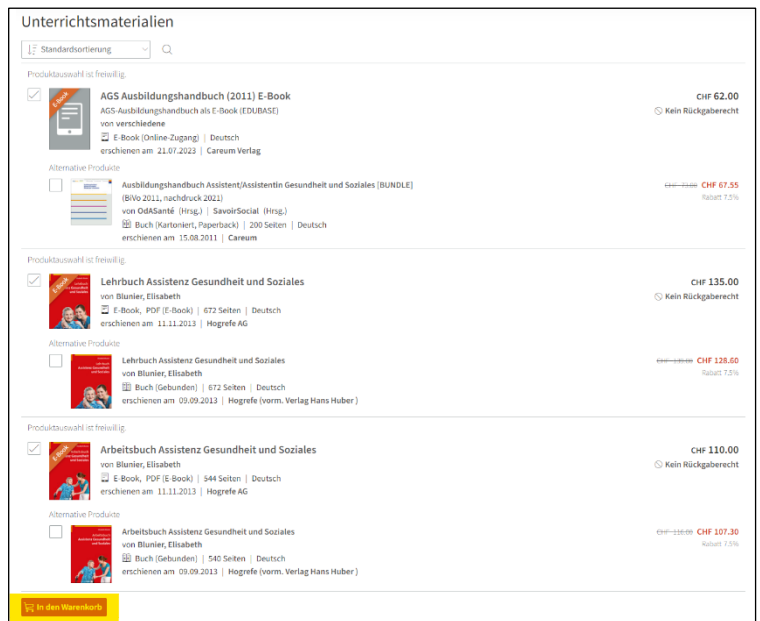 Unterrichtsmaterialien
Standardsortierung
Produktauswahl ist freiwillig.
E-Book
AGS Ausbildungshandbuch (2011) E-Book
CHF 62.00
AGS-Ausbildungshandbuch als E-Book (EDUBASE)
Kein Rückgaberecht
von verschiedene
E-Book (Online-Zugang) | Deutsch
erschienen am 21.07.2023 | Careum Verlag
Alternative Produkte
Ausbildungshandbuch Assistent/Assistentin Gesundheit und Soziales [BUNDLE]
CHF 67.55
(BiVo 2011, nachdruck 2021)
Rabatt 7.5%
von OdASanté (Hrsg.) | SavoirSocial (Hrsg.)
Buch (Kartoniert, Paperback) | 200 Seiten | Deutsch
erschienen am 15.08.2011 | Careum
Produktauswahl ist freiwillig.
E-Book
Lehrbuch Assistenz Gesundheit und Soziales
CHF 135.00
von Blunier, Elisabeth
Kein Rückgaberecht
E-Book, PDF (E-Book) | 672 Seiten | Deutsch
erschienen am 11.11.2013 | Hogrefe AG
Alternative Produkte
Lehrbuch Assistenz Gesundheit und Soziales
CHF 128.60
von Blunier, Elisabeth
Rabatt 7.5%
Buch (Gebunden) | 672 Seiten | Deutsch
erschienen am 09.09.2013 | Hogrefe (vorm. Verlag Hans Huber )
Produktauswahl ist freiwillig.
E-Book
Arbeitsbuch Assistenz Gesundheit und Soziales
CHF 110.00
von Blunier, Elisabeth
Kein Rückgaberecht
E-Book, PDF (E-Book) | 544 Seiten | Deutsch
erschienen am 11.11.2013 | Hogrefe AG
Alternative Produkte
Arbeitsbuch Assistenz Gesundheit und Soziales
CHF 116.00 CHF 107.30
von Blunier, Elisabeth
Rabatt 7.5%
Buch (Gebunden) | 540 Seiten | Deutsch
erschienen am 09.09.2013 | Hogrefe (vorm. Verlag Hans Huber )
In den Warenkorb